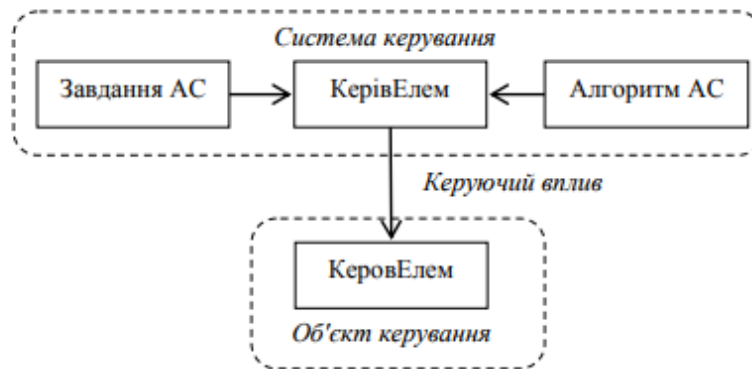 Система керування
Завдання АС
КерівЕлем
Алгоритм АС
Керуючий вплив
КеровЕлем
Об'єкт керування